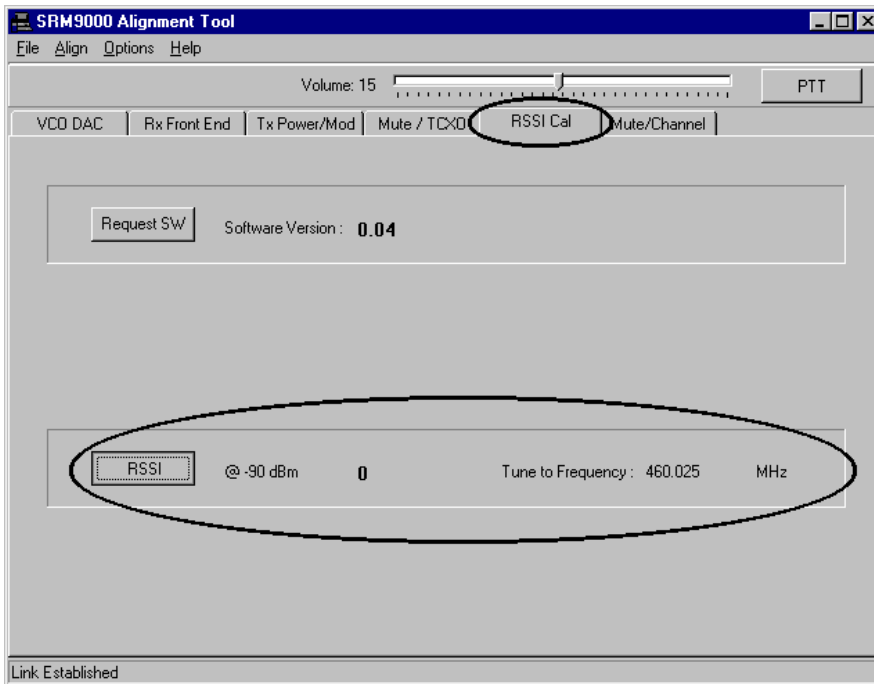 SRM9000 Alignment Tool
File Align Options Help
Volume: 15 PTT
VCO DAC Rx Front End Tx Power/Mod Mute / TCXO RSSI Cal Mute/Channel
Request SW Software Version : 0.04
RSSI @ -90 dBm 0 Tune to Frequency : 460.025 MHz
Link Established